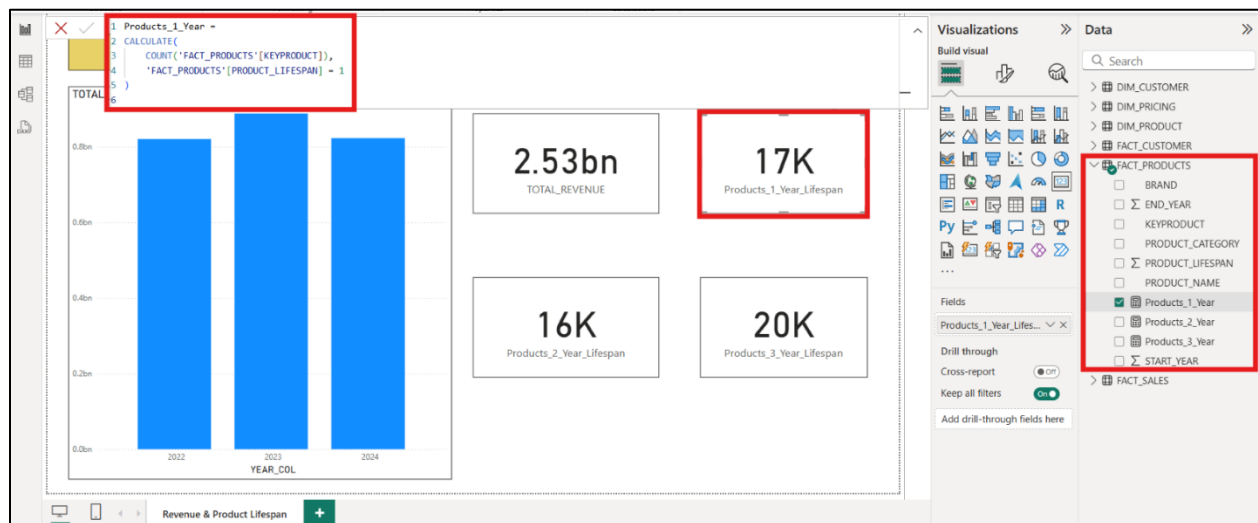 1 Products_1_Year =
2 CALCULATE(
3 COUNT('FACT_PRODUCTS'[KEYPRODUCT]),
4 'FACT_PRODUCTS'[PRODUCT_LIFESPAN] = 1
5 )
6
TOTAL
0.8bn
0.6bn
0.4bn
0.2bn
0.0bn
2022 2023 2024
YEAR_COL
2.53bn
TOTAL_REVENUE
17K
Products_1_Year_Lifespan
16K
Products_2_Year_Lifespan
20K
Products_3_Year_Lifespan
Revenue & Product Lifespan
+
Visualizations
Build visual
R
Py
...
Fields
Products_1_Year_Lifes...
Drill through
Cross-report Off
Keep all filters On
Add drill-through fields here
Data
Search
DIM_CUSTOMER
DIM_PRICING
DIM_PRODUCT
FACT_CUSTOMER
FACT_PRODUCTS
BRAND
Σ END_YEAR
KEYPRODUCT
PRODUCT_CATEGORY
Σ PRODUCT_LIFESPAN
PRODUCT_NAME
Products_1_Year
Products_2_Year
Products_3_Year
Σ START_YEAR
FACT_SALES